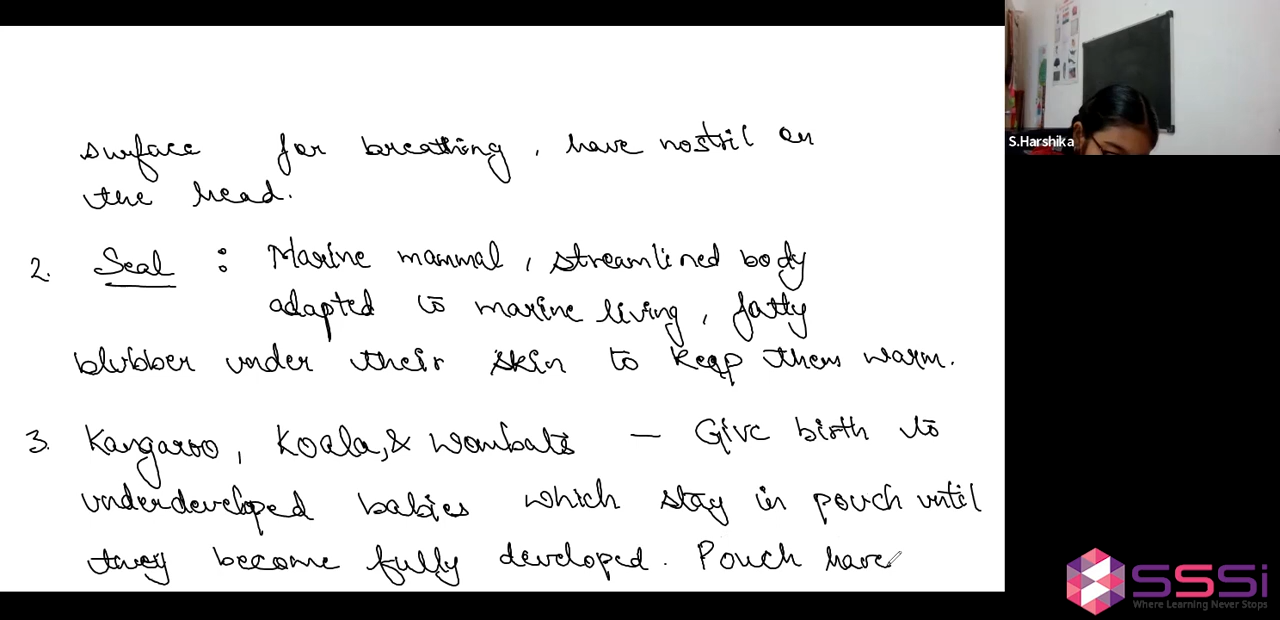 surface for breathing, have nostril on
the head.
2. Seal : Marine mammal, streamlined body
adapted to marine living, fatty
blubber under their skin to keep them warm.
3. Kangaroo, Koala, & Wombats — Give birth to
underdeveloped babies which stay in pouch until
they become fully developed. Pouch have
S.Harshika
SSSi
Where Learning Never Stops